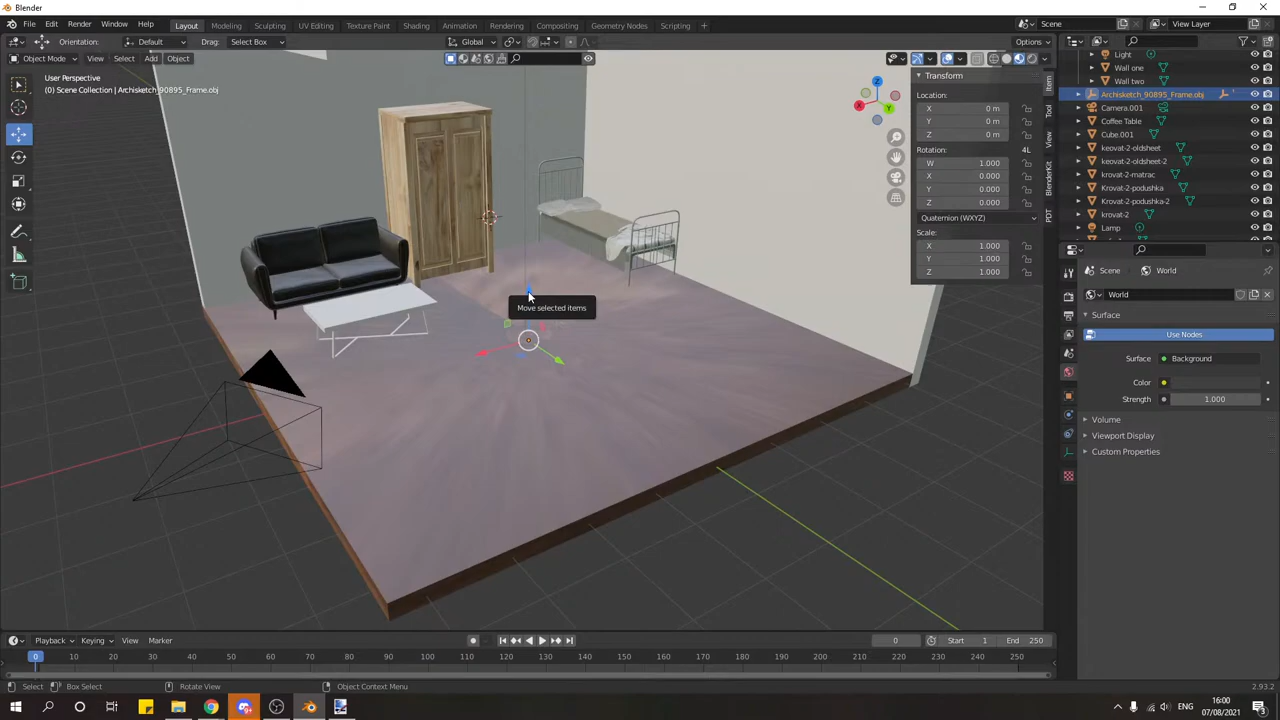 Blender
File Edit Render Window Help Layout Modeling Sculpting UV Editing Texture Paint Shading Animation Rendering Compositing Geometry Nodes Scripting + Scene View Layer
Orientation: Default Drag: Select Box Global Options
Object Mode View Select Add Object
User Perspective
(0) Scene Collection | Archisketch_90895_Frame.obj
X
Y
Z
Move selected items
Transform
Location:
X 0 m
Y 0 m
Z 0 m
Rotation: 4L
W 1.000
X 0.000
Y 0.000
Z 0.000
Quaternion (WXYZ)
Scale:
X 1.000
Y 1.000
Z 1.000
Item
Tool
View
BlenderKit
PDT
Light
Wall one
Wall two
Archisketch_90895_Frame.obj
Camera.001
Coffee Table
Cube.001
keovat-2-oldsheet
keovat-2-oldsheet-2
krovat-2-matrac
Krovat-2-podushka
Krovat-2-podushka-2
krovat-2
Lamp
Scene World
World
Surface
Use Nodes
Surface Background
Color
Strength 1.000
Volume
Viewport Display
Custom Properties
Playback Keying View Marker 0 Start 1 End 250
0 10 20 30 40 50 60 70 80 90 100 110 120 130 140 150 160 170 180 190 200 210 220 230 240 250
Select Box Select Rotate View Object Context Menu 2.93.2
ENG 16:00
07/08/2021